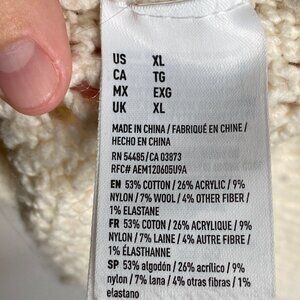 US XL
CA TG
MX EXG
UK XL
MADE IN CHINA / FABRIQUÉ EN CHINE /
HECHO EN CHINA
RN 54485/CA 03873
RFC# AEM120605U9A
EN 53% COTTON / 26% ACRYLIC / 9%
NYLON / 7% WOOL / 4% OTHER FIBER /
1% ELASTANE
FR 53% COTON / 26% ACRYLIQUE / 9%
NYLON / 7% LAINE / 4% AUTRE FIBRE /
1% ÉLASTHANNE
SP 53% algodón / 26% acrílico / 9%
nylon / 7% lana / 4% otras fibras / 1%
elastano